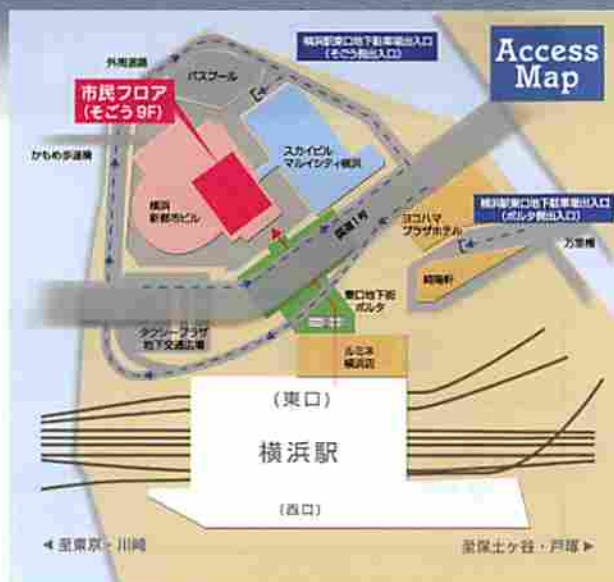 Access
Map
横浜駅東口地下駐車場出入口
(そごう側出入口)
外周道路
バスプール
市民フロア
(そごう9F)
かもめ歩道橋
スカイビル
マルイシティ横浜
横浜
新都市ビル
国道1号
横浜駅東口地下駐車場出入口
(ポルタ側出入口)
ヨコハマ
プラザホテル
万里橋
崎陽軒
東口地下街
ポルタ
タクシープラザ
地下交通広場
ルミネ
横浜店
(東口)
横浜駅
(西口)
◀至東京・川崎
至保土ヶ谷・戸塚▶